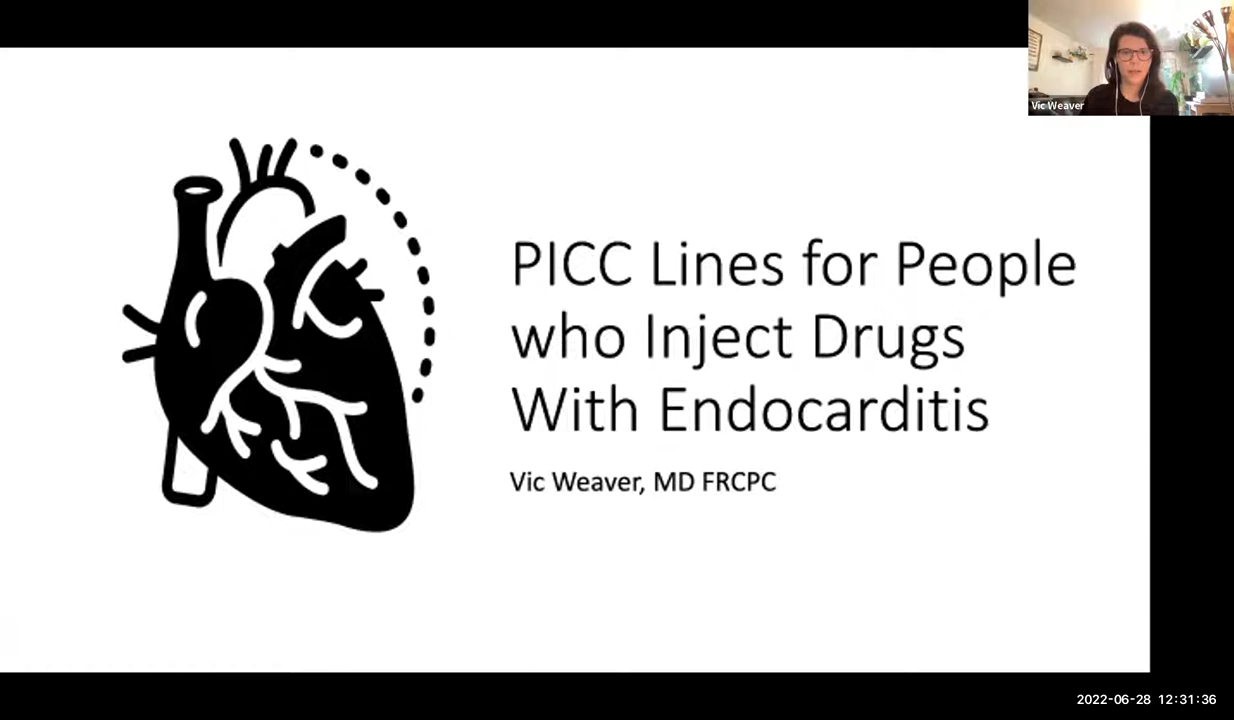 Vic Weaver
PICC Lines for People
who Inject Drugs
With Endocarditis
Vic Weaver, MD FRCPC
2022-06-28 12:31:36